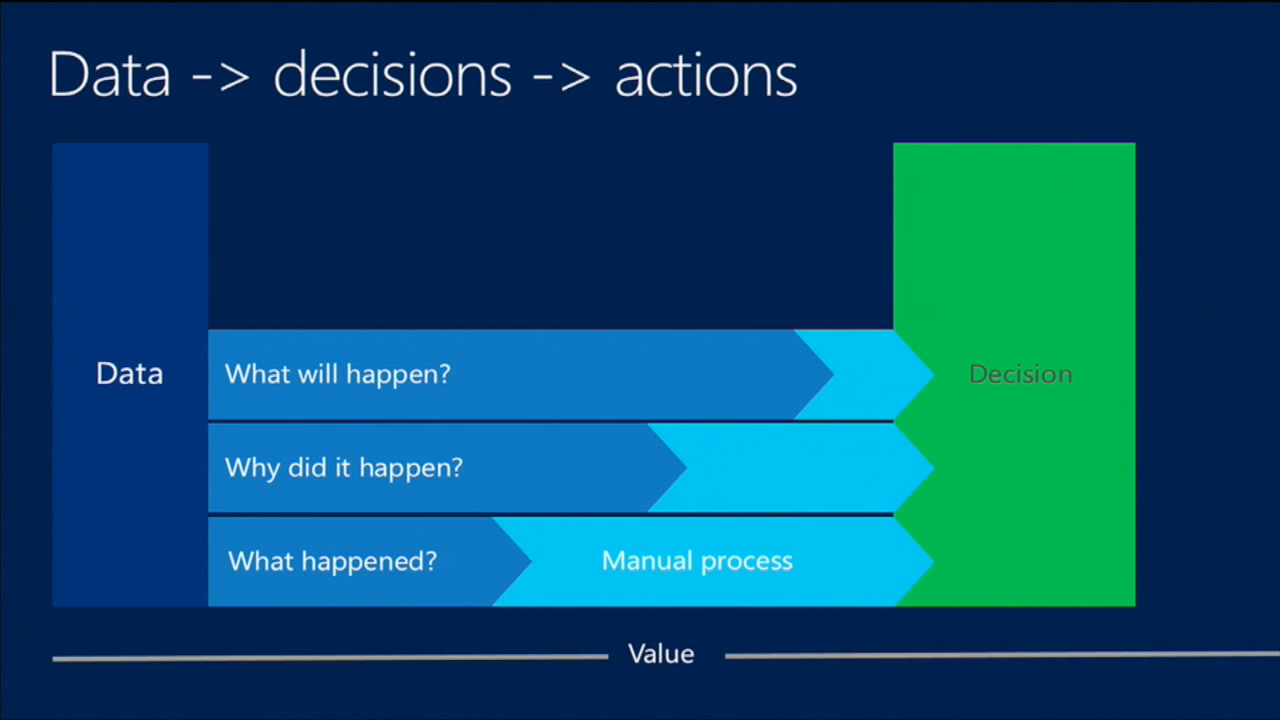 Data -> decisions -> actions
Data
What will happen?
Decision
Why did it happen?
What happened?
Manual process
Value